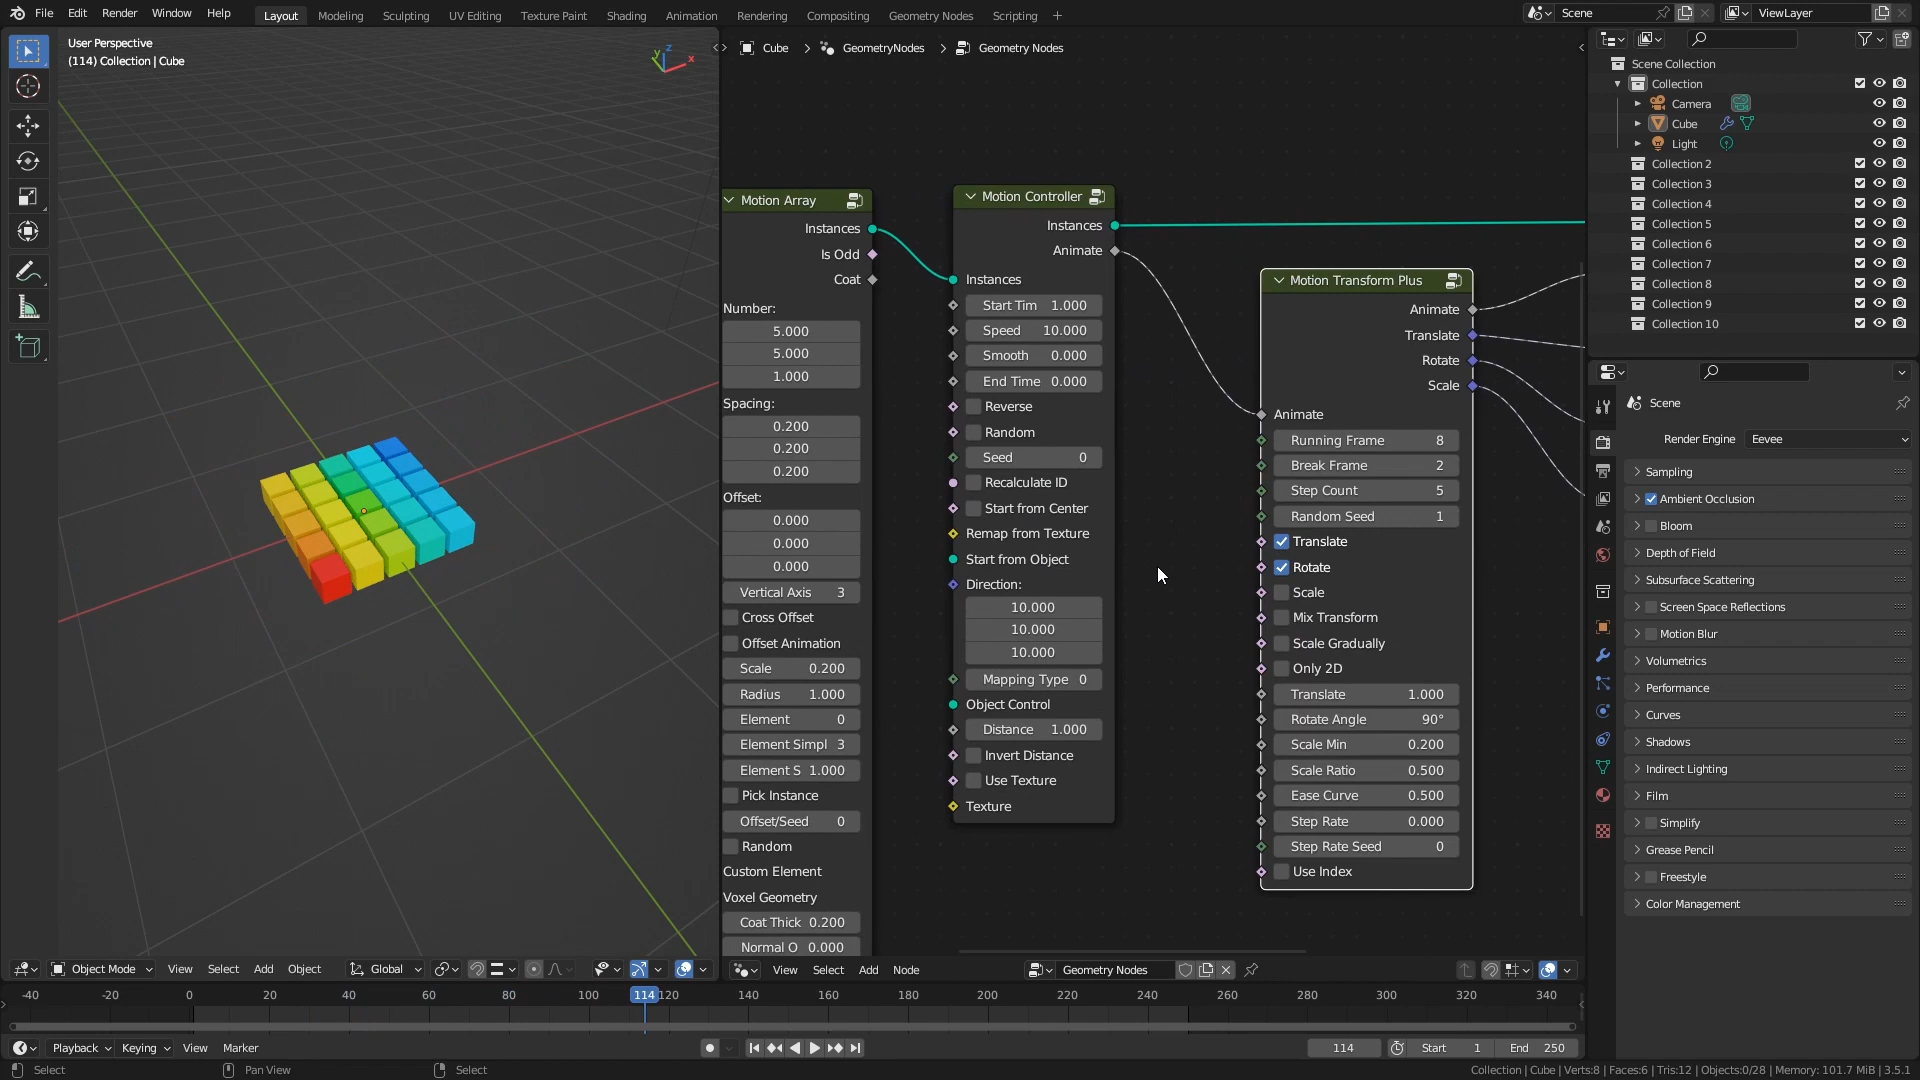 File Edit Render Window Help
Layout Modeling Sculpting UV Editing Texture Paint Shading Animation Rendering Compositing Geometry Nodes Scripting
Scene
ViewLayer
User Perspective
(114) Collection | Cube
Z
Y
X
Cube > GeometryNodes > Geometry Nodes
Motion Array
Instances
Is Odd
Coat
Number:
5.000
5.000
1.000
Spacing:
0.200
0.200
0.200
Offset:
0.000
0.000
0.000
Vertical Axis 3
Cross Offset
Offset Animation
Scale 0.200
Radius 1.000
Element 0
Element Simpl 3
Element S 1.000
Pick Instance
Offset/Seed 0
Random
Custom Element
Voxel Geometry
Coat Thick 0.200
Normal O 0.000
Motion Controller
Instances
Animate
Instances
Start Tim 1.000
Speed 10.000
Smooth 0.000
End Time 0.000
Reverse
Random
Seed 0
Recalculate ID
Start from Center
Remap from Texture
Start from Object
Direction:
10.000
10.000
10.000
Mapping Type 0
Object Control
Distance 1.000
Invert Distance
Use Texture
Texture
Motion Transform Plus
Animate
Translate
Rotate
Scale
Animate
Running Frame 8
Break Frame 2
Step Count 5
Random Seed 1
Translate
Rotate
Scale
Mix Transform
Scale Gradually
Only 2D
Translate 1.000
Rotate Angle 90°
Scale Min 0.200
Scale Ratio 0.500
Ease Curve 0.500
Step Rate 0.000
Step Rate Seed 0
Use Index
Scene Collection
Collection
Camera
Cube
Light
Collection 2
Collection 3
Collection 4
Collection 5
Collection 6
Collection 7
Collection 8
Collection 9
Collection 10
Scene
Render Engine Eevee
Sampling
Ambient Occlusion
Bloom
Depth of Field
Subsurface Scattering
Screen Space Reflections
Motion Blur
Volumetrics
Performance
Curves
Shadows
Indirect Lighting
Film
Simplify
Grease Pencil
Freestyle
Color Management
Object Mode View Select Add Object Global
View Select Add Node Geometry Nodes
-40 -20 0 20 40 60 80 100 114 120 140 160 180 200 220 240 260 280 300 320 340
Playback Keying View Marker 114 Start 1 End 250
Select Pan View Select Collection | Cube | Verts:8 | Faces:6 | Tris:12 | Objects:0/28 | Memory: 101.7 MiB | 3.5.1